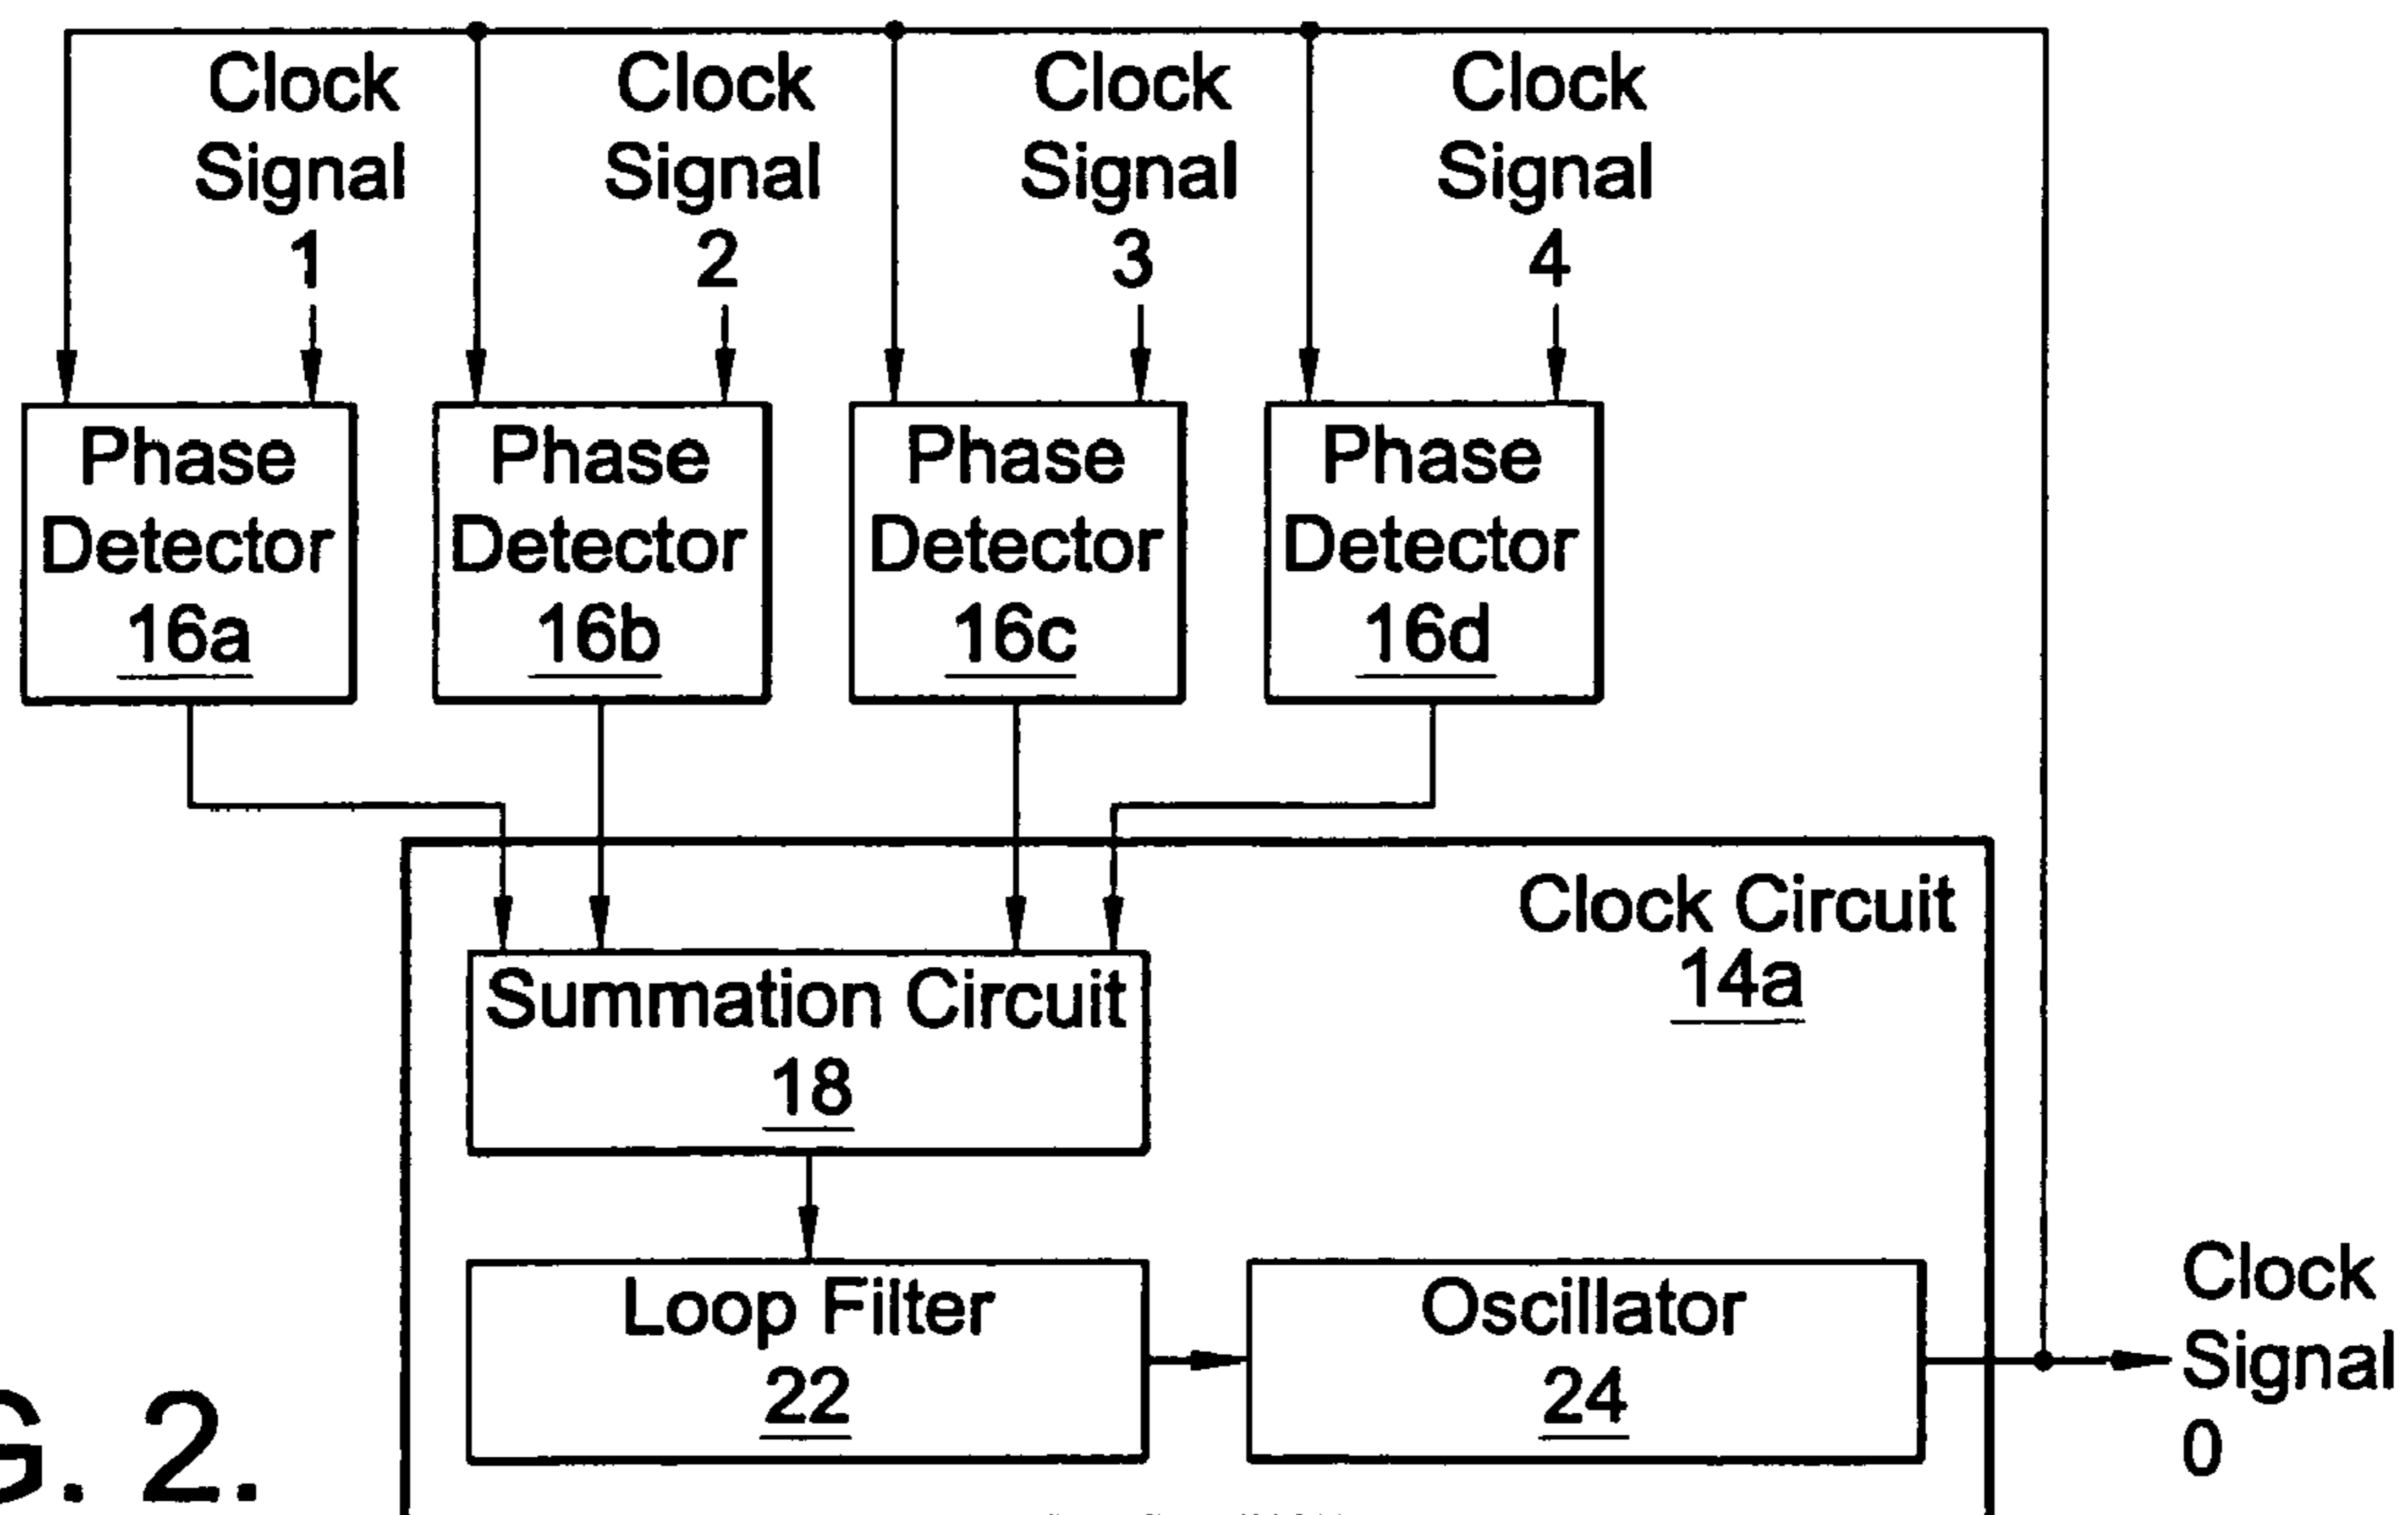 Clock Signal 1
Clock Signal 2
Clock Signal 3
Clock Signal 4
Phase Detector 16a
Phase Detector 16b
Phase Detector 16c
Phase Detector 16d
Clock Circuit 14a
Summation Circuit 18
Loop Filter 22
Oscillator 24
Clock Signal 0
G. 2.